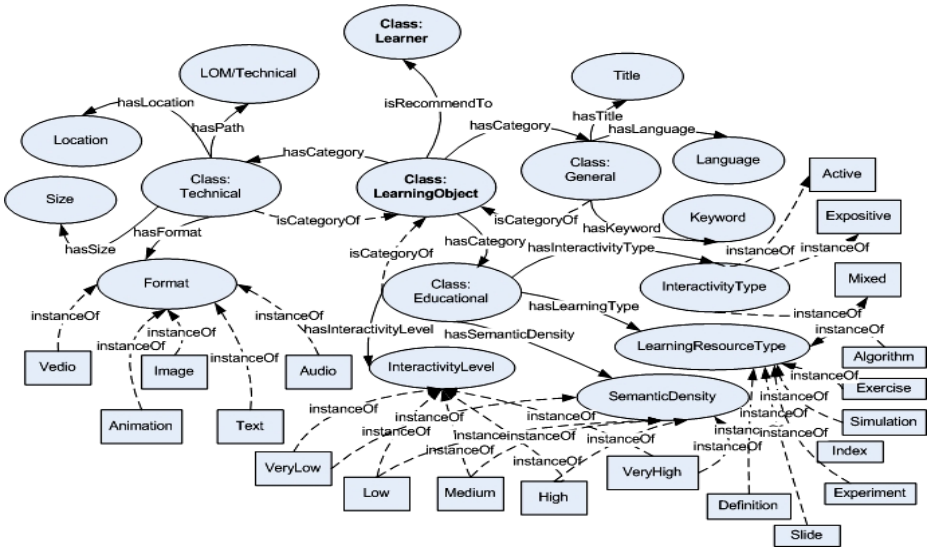 Class:
Learner
LOM/Technical
Title
hasLocation
isRecommendTo
hasTitle
hasPath
hasCategory
hasLanguage
Location
hasCategory
Language
Class:
Technical
Class:
LearningObject
Class:
General
Active
Size
isCategoryOf
isCategoryOf
Keyword
Expositive
hasSize
hasFormat
hasCategory
hasKeyword
instanceOf
isCategoryOf
hasInteractivityType
instanceOf
Format
Class:
Educational
InteractivityType
Mixed
hasLearningType
instanceOf
instanceOf
instanceOf
instanceOf
hasInteractivityLevel
hasSemanticDensity
instanceOf
instanceOf
LearningResourceType
instanceOf
Algorithm
Vedio
Image
Audio
InteractivityLevel
instanceOf
Exercise
SemanticDensity
Animation
Text
instanceOf
instanceOf
instanceOf
instanceOf
instanceOf
Simulation
instanceOf
instanceOf
instanceOf
instanceOf
instanceOf
VeryLow
instanceOf
instanceOf
VeryHigh
Index
Low
Medium
High
Definition
Experiment
Slide